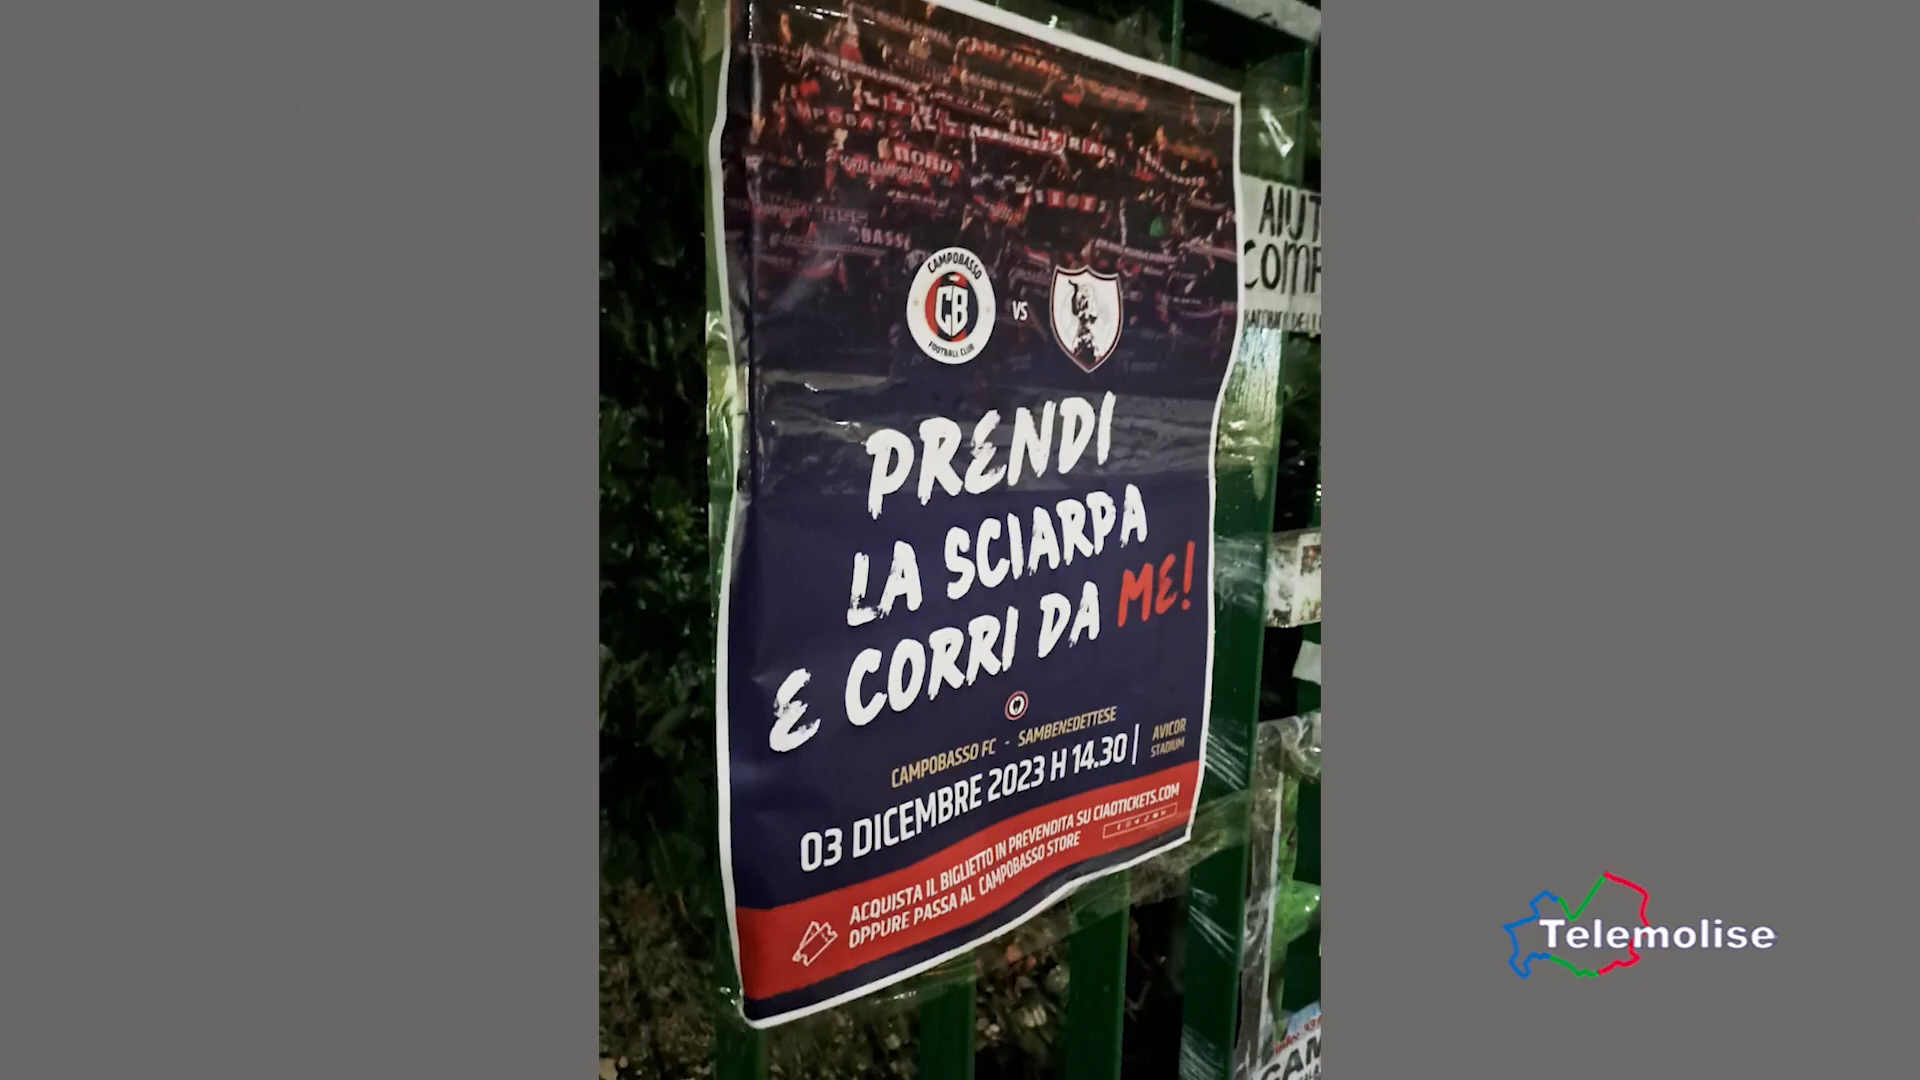 CAMPOBASSO
CB
FOOTBALL CLUB
VS
PRENDI
LA SCIARPA
E CORRI DA ME!
CAMPOBASSO FC - SAMBENEDETTESE
03 DICEMBRE 2023 H 14.30 | AVICOR STADIUM
ACQUISTA IL BIGLIETTO IN PREVENDITA SU CIAOTICKETS.COM
OPPURE PASSA AL CAMPOBASSO STORE
NORD
AIUT
COMP
Telemolise